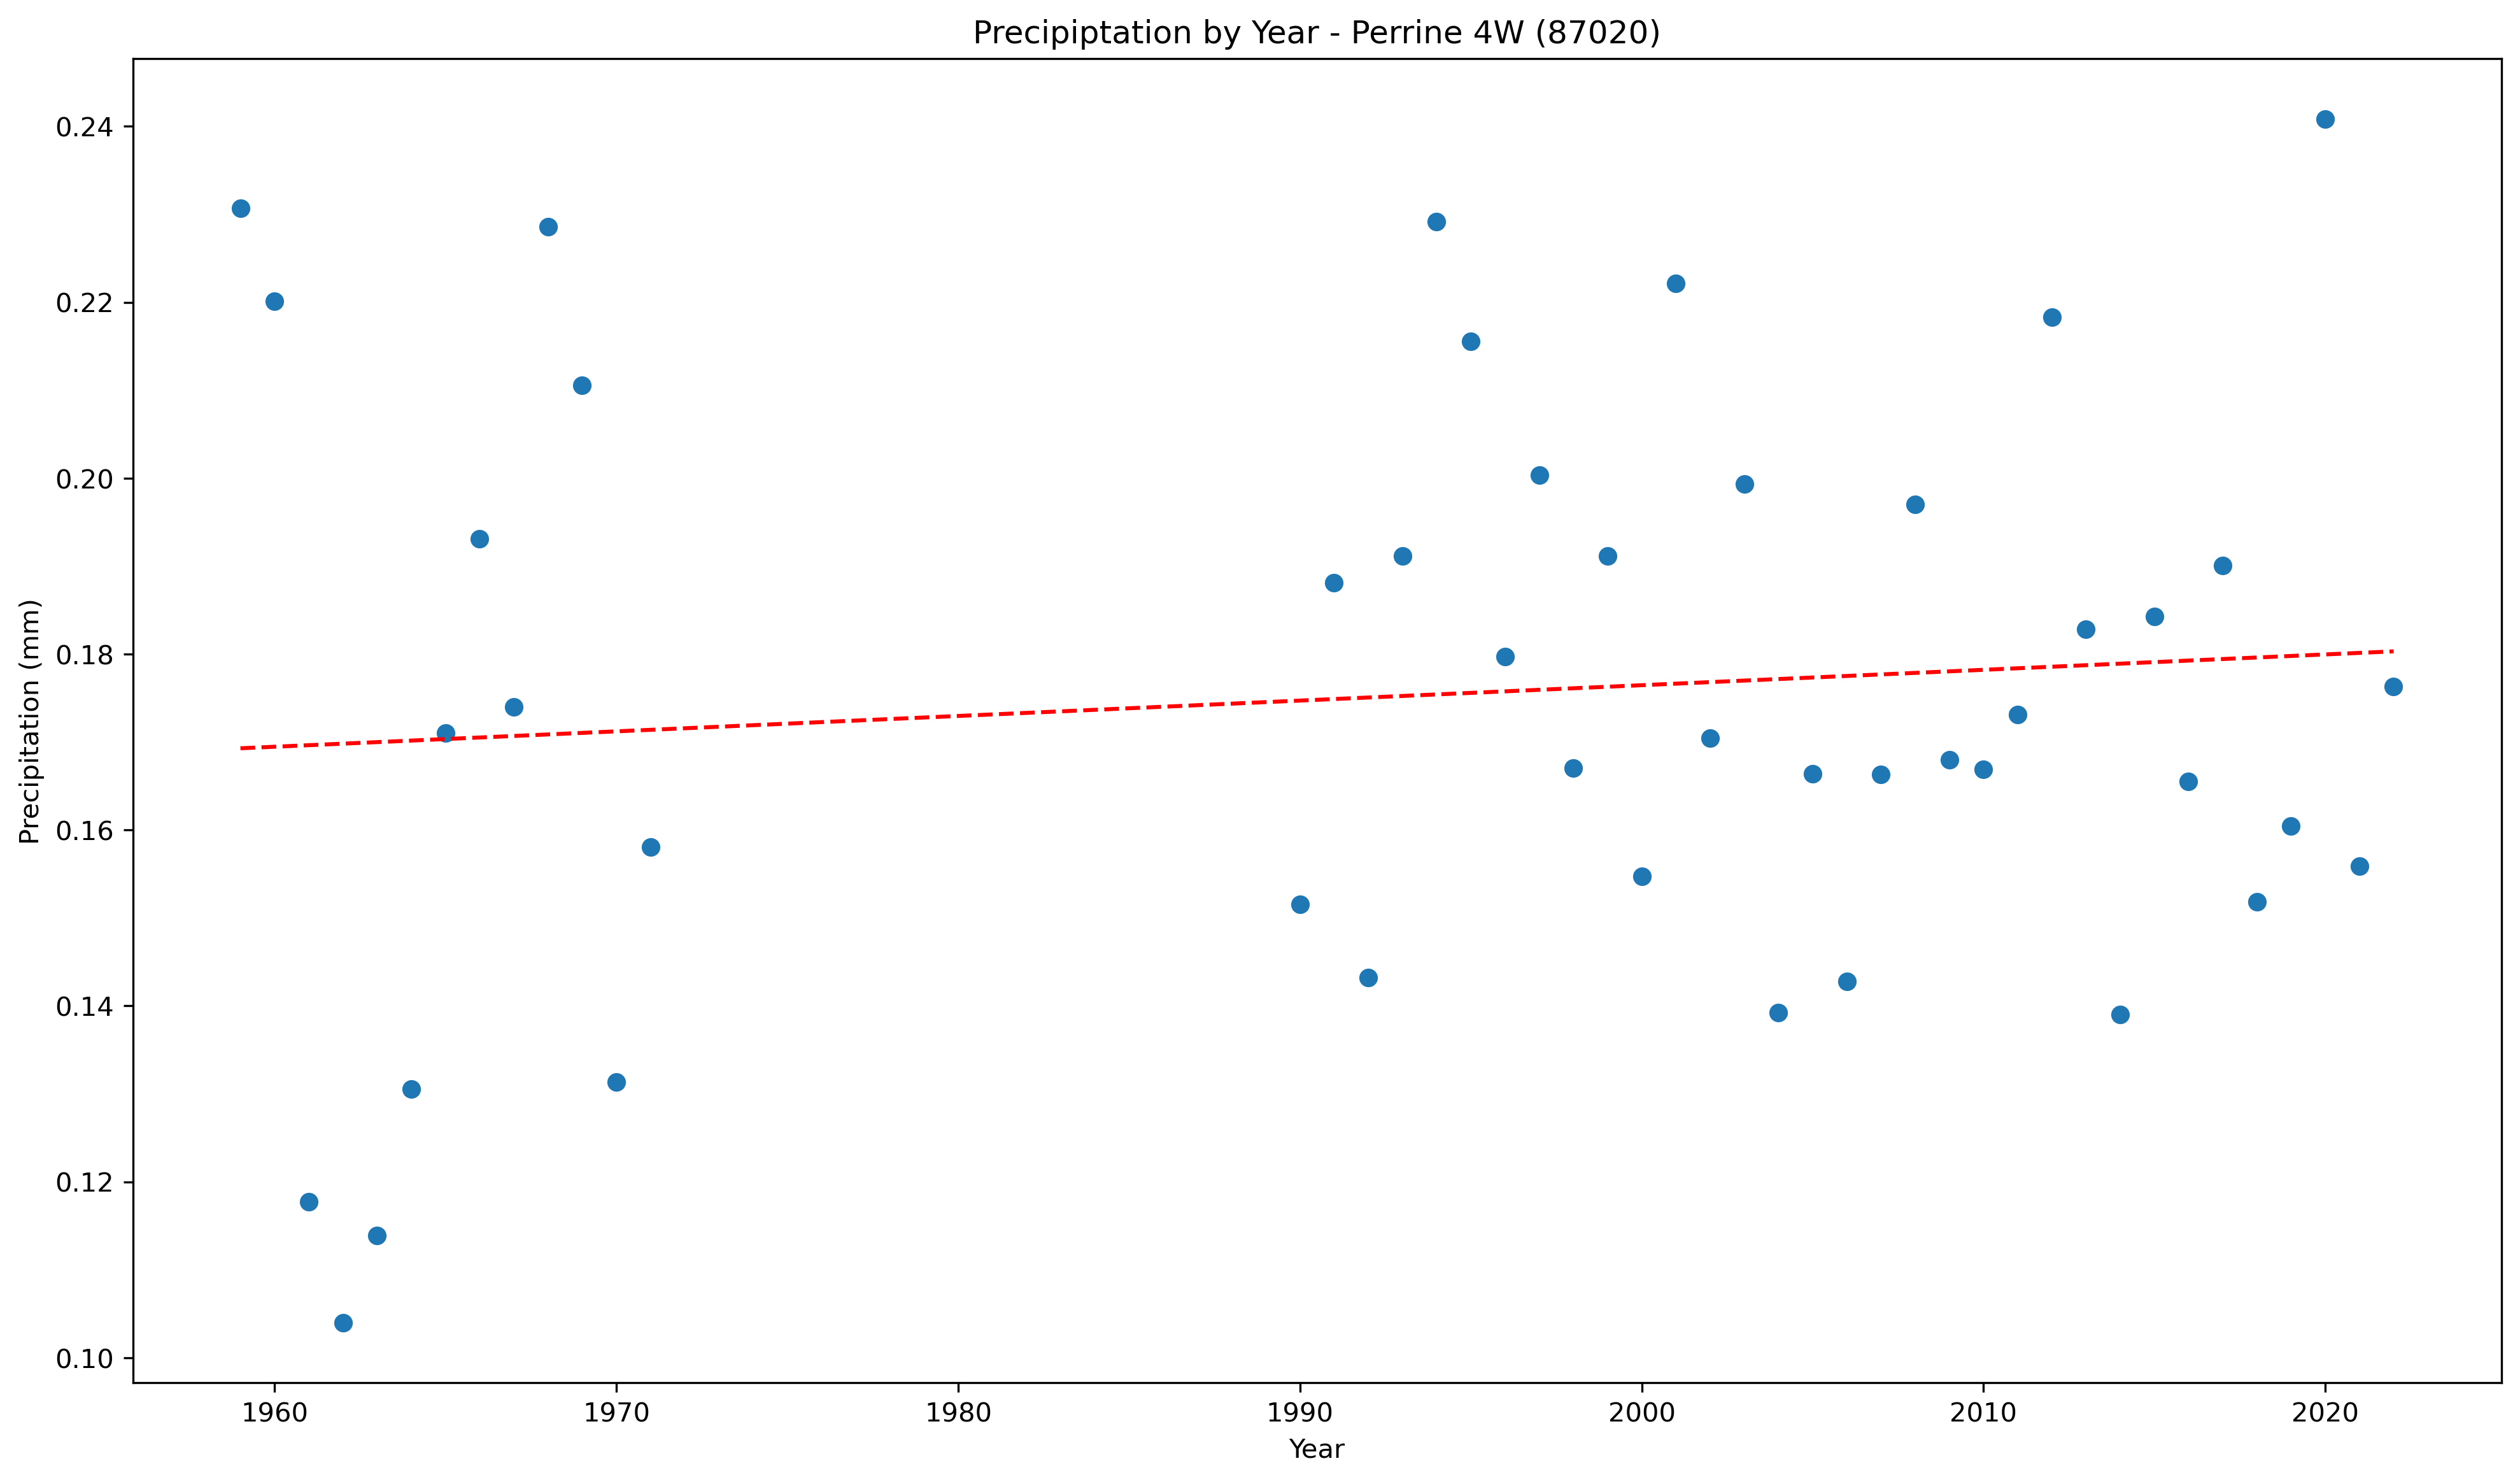 Precipiptation by Year - Perrine 4W (87020)
Precipitation (mm)
0.24
0.22
0.20
0.18
0.16
0.14
0.12
0.10
1960 1970 1980 1990 2000 2010 2020
Year